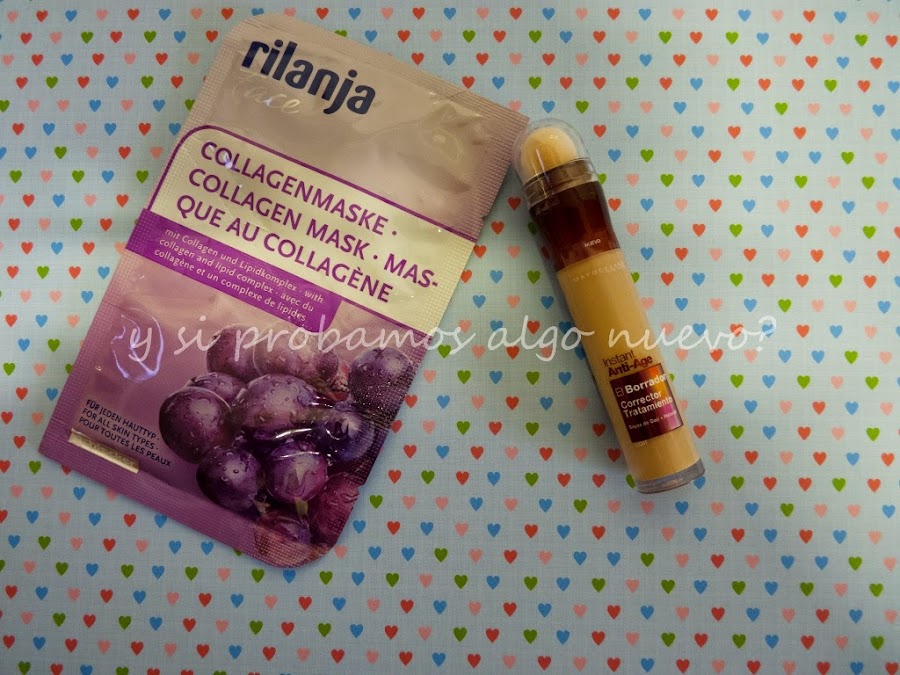 rilanja
face
COLLAGENMASKE ·
COLLAGEN MASK · MAS-
QUE AU COLLAGÈNE
mit Collagen und Lipidkomplex · with
collagen and lipid complex · avec du
collagène et un complexe de lipides
FÜR JEDEN HAUTTYP ·
FOR ALL SKIN TYPES ·
POUR TOUTES LES PEAUX
NUEVO
MAYBELLINE
Instant
Anti-Age
El Borrador
Corrector
Tratamiento
y si probamos algo nuevo?